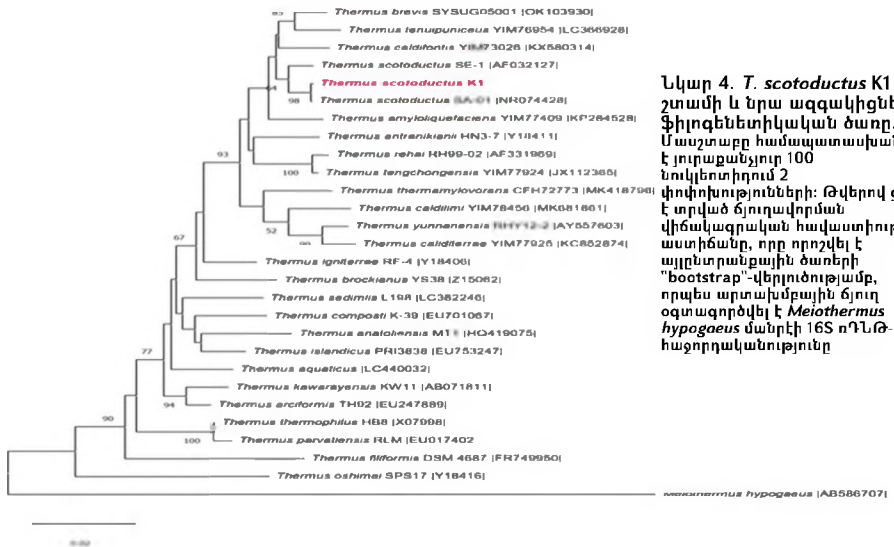 85
Thermus brevis SYSUG05001 [OK103930]
Thermus tenuipuniceus YIM76954 [LC366928]
Thermus caldifontis YIM73026 [KX580314]
Thermus scotoductus SE-1 [AF032127]
64
Thermus scotoductus K1
98
Thermus scotoductus [NR074428]
Thermus amyloliquefaciens YIM77409 [KP284528]
Thermus antranikianii HN3-7 [Y18411]
93
Thermus rehai RH99-02 [AF331969]
100
Thermus tengchongensis YIM77924 [JX112365]
Thermus thermamylovorans CFH72773 [MK418798]
Thermus caldilimi YIM78456 [MK681861]
Thermus yunnanensis [AY557603]
52
Thermus caliditerrae YIM77925 [KC852874]
67
Thermus igniterrae RF-4 [Y18406]
Thermus brockianus YS38 [Z15062]
Thermus sediminis L198 [LC382246]
Thermus composti K-39 [EU701067]
Thermus anatoliensis [HQ419075]
Thermus islandicus PRI3838 [EU753247]
77
Thermus aquaticus [LC440032]
Thermus kawarayensis KW11 [AB071811]
94
Thermus arciformis TH92 [EU247889]
90
Thermus thermophilus HB8 [X07998]
100
Thermus parvatiensis RLM [EU017402
Thermus filiformis DSM 4687 [FR749950]
Thermus oshimai SPS17 [Y18416]
Meiothermus hypogaeus [AB586707]
Նկար 4. T. scotoductus K1
շտամի և նրա ազգակիցնե
ֆիլոգենետիկական ծառը.
Մասշտաբը համապատասխան
է յուրաքանչյուր 100
նուկլեոտիդում 2
փոփոխությունների: Թվերով ց
է տրված ճյուղավորման
վիճակագրական հավաստիութ
աստիճանը, որը որոշվել է
այլընտրանքային ծառերի
"bootstrap"-վերլուծությամբ,
որպես արտախմբային ճյուղ
օգտագործվել է Meiothermus
hypogaeus մանրէի 16S ռԴՆԹ-
հաջորդականությունը